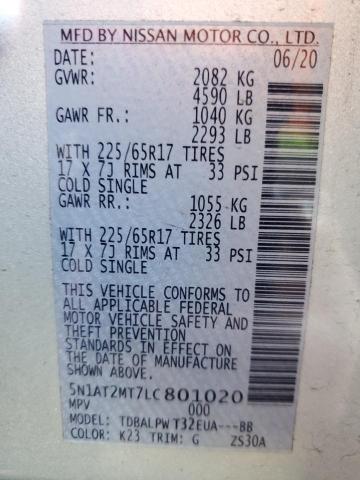 MFD BY NISSAN MOTOR CO., LTD.
DATE: 06/20
GVWR: 2082 KG
4590 LB
GAWR FR.: 1040 KG
2293 LB
WITH 225/65R17 TIRES
17 X 7J RIMS AT 33 PSI
COLD SINGLE
GAWR RR.: 1055 KG
2326 LB
WITH 225/65R17 TIRES
17 X 7J RIMS AT 33 PSI
COLD SINGLE
THIS VEHICLE CONFORMS TO
ALL APPLICABLE FEDERAL
MOTOR VEHICLE SAFETY AND
THEFT PREVENTION
STANDARDS IN EFFECT ON
THE DATE OF MANUFACTURE
SHOWN ABOVE.
5N1AT2MT7LC801020
MPV 000
MODEL: TDBALPW T32EUA---BB
COLOR: K23 TRIM: G ZS30A